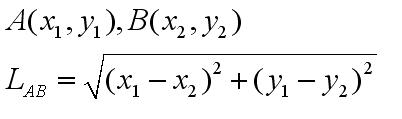 A(x₁, y₁), B(x₂, y₂)
L_AB = √((x₁ − x₂)² + (y₁ − y₂)²)